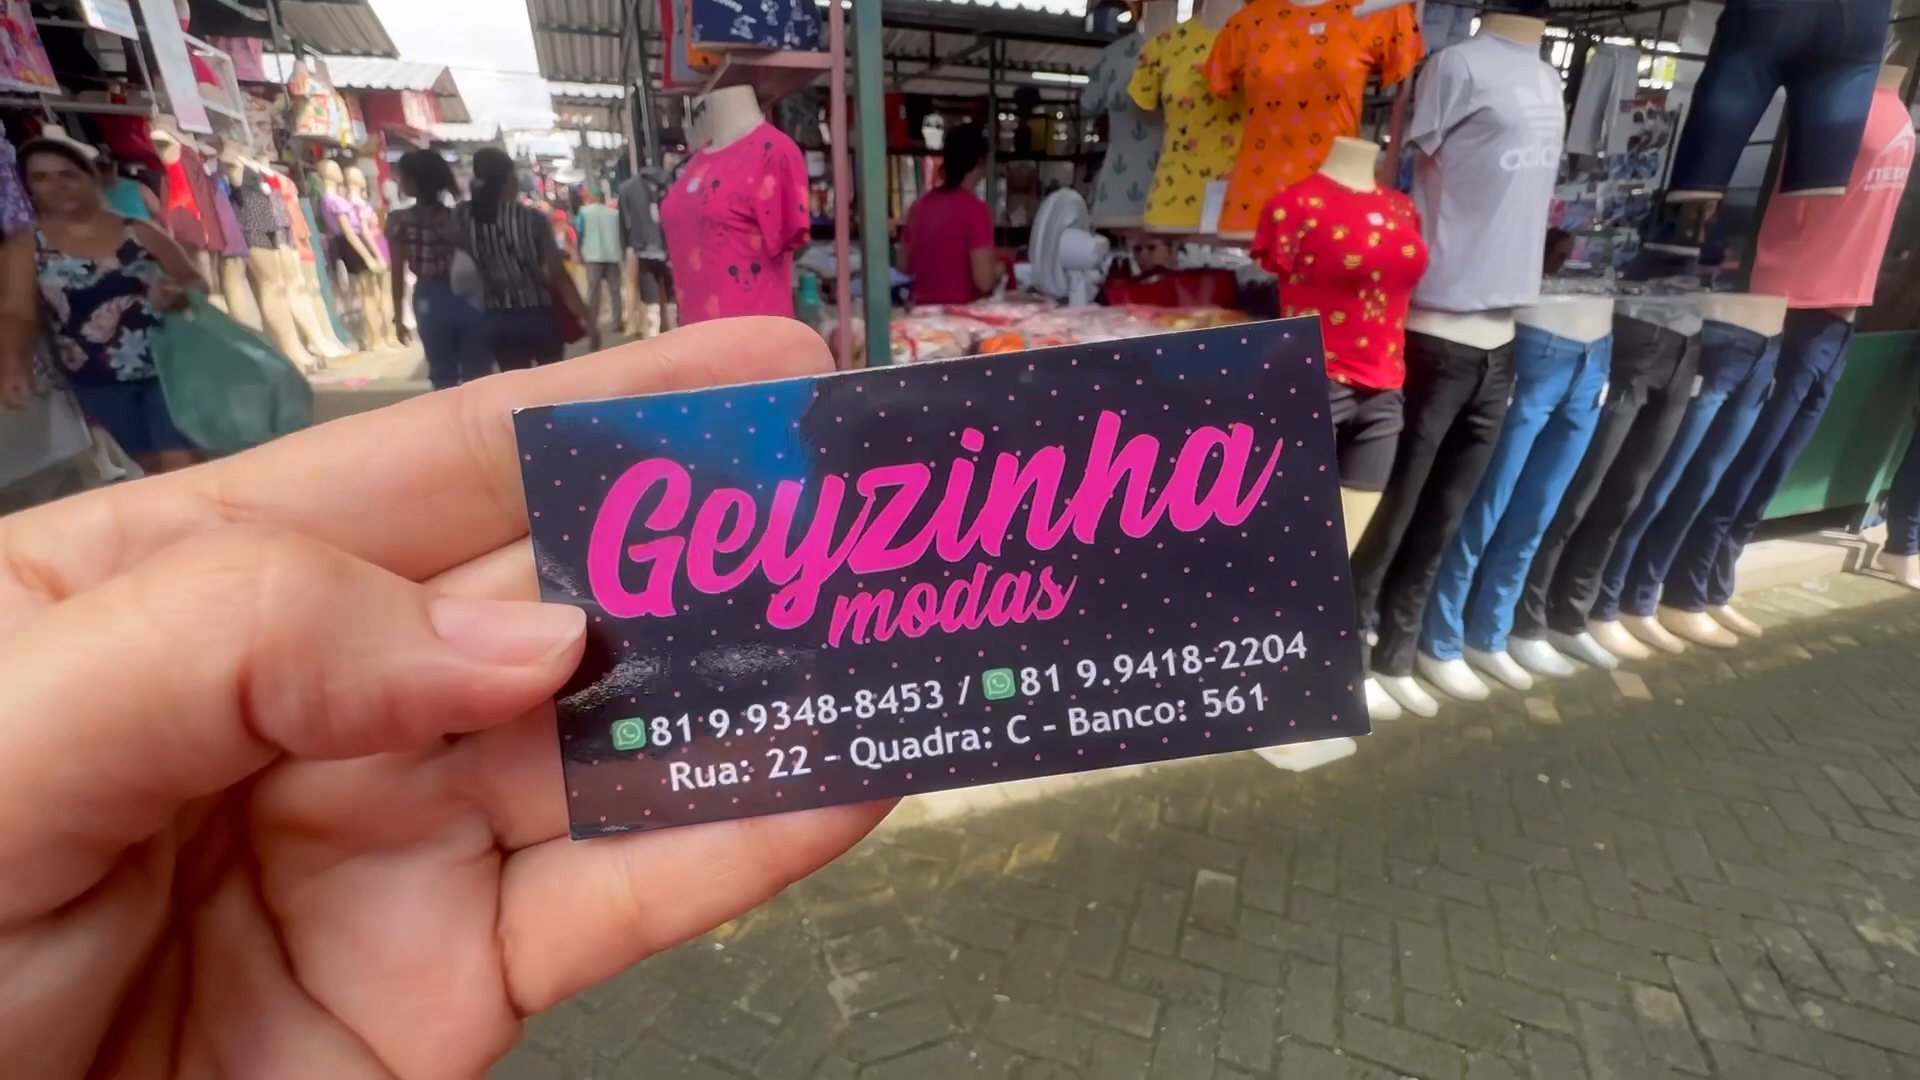 Geyzinha
modas
81 9.9348-8453 / 81 9.9418-2204
Rua: 22 - Quadra: C - Banco: 561